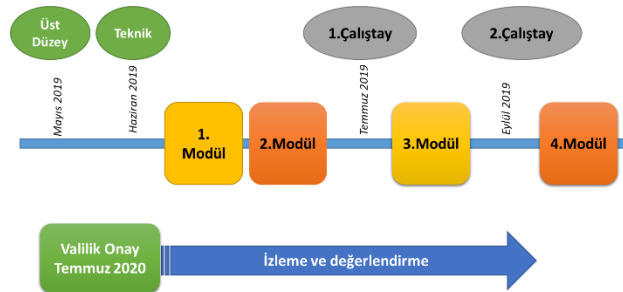 Üst
Düzey
Teknik
1.Çalıştay
2.Çalıştay
Mayıs 2019
Haziran 2019
Temmuz 2019
Eylül 2019
1.
Modül
2.Modül
3.Modül
4.Modül
Valilik Onay
Temmuz 2020
İzleme ve değerlendirme